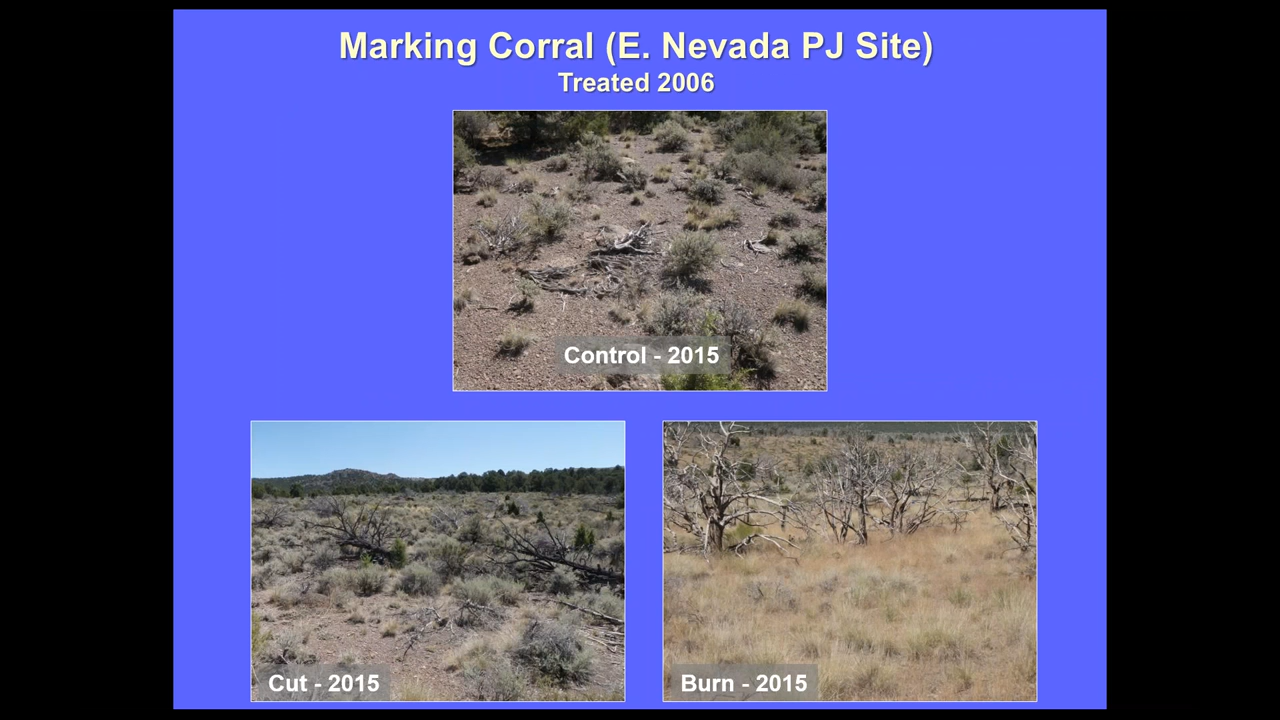 Marking Corral (E. Nevada PJ Site)
Treated 2006
Control - 2015
Cut - 2015
Burn - 2015